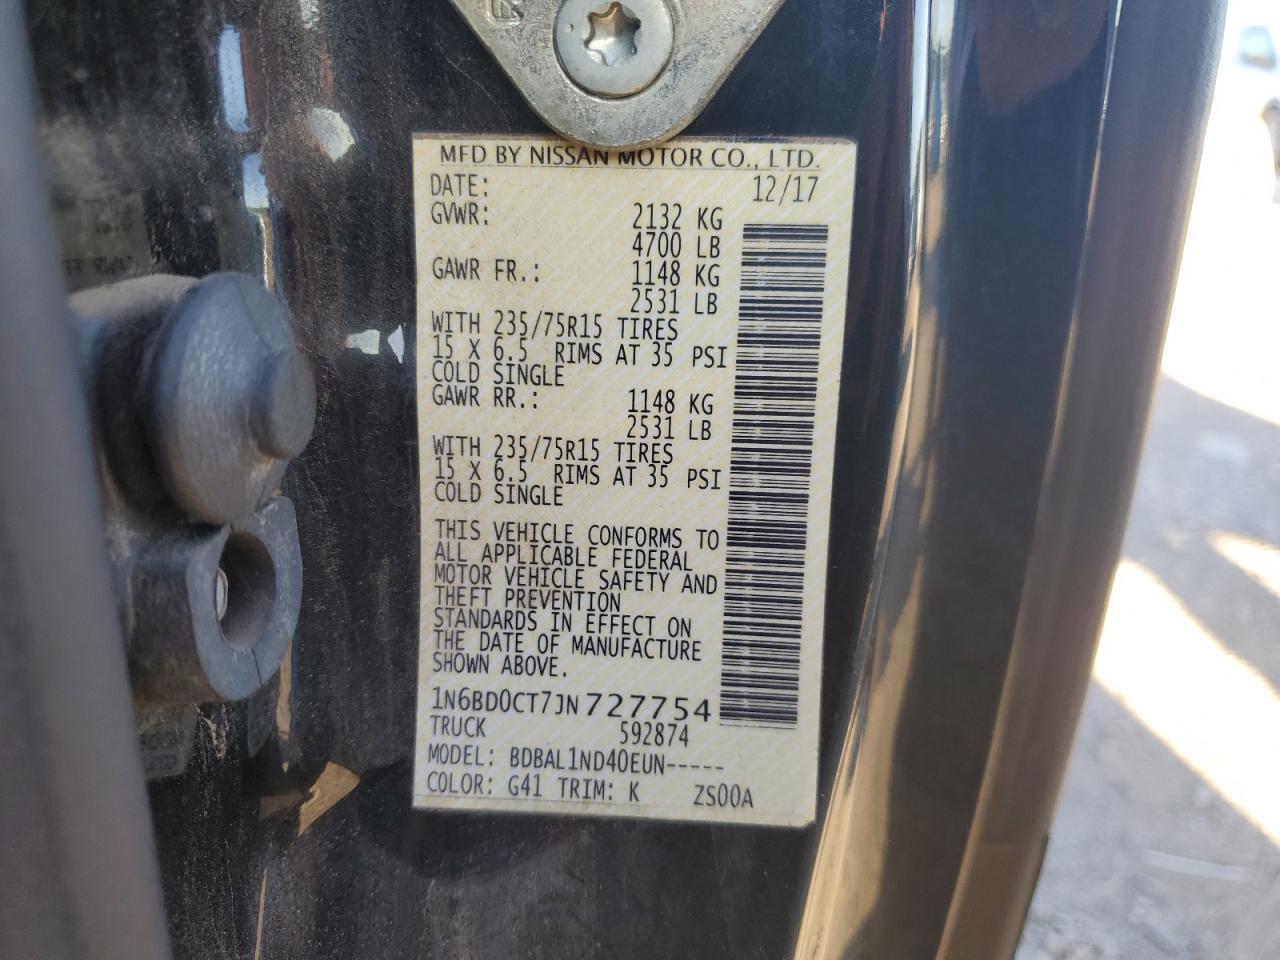 MFD BY NISSAN MOTOR CO., LTD.
DATE: 12/17
GVWR: 2132 KG
4700 LB
GAWR FR.: 1148 KG
2531 LB
WITH 235/75R15 TIRES
15 X 6.5 RIMS AT 35 PSI
COLD SINGLE
GAWR RR.: 1148 KG
2531 LB
WITH 235/75R15 TIRES
15 X 6.5 RIMS AT 35 PSI
COLD SINGLE
THIS VEHICLE CONFORMS TO
ALL APPLICABLE FEDERAL
MOTOR VEHICLE SAFETY AND
THEFT PREVENTION
STANDARDS IN EFFECT ON
THE DATE OF MANUFACTURE
SHOWN ABOVE.
1N6BD0CT7JN727754
TRUCK 592874
MODEL: BDBAL1ND40EUN-----
COLOR: G41 TRIM: K ZS00A